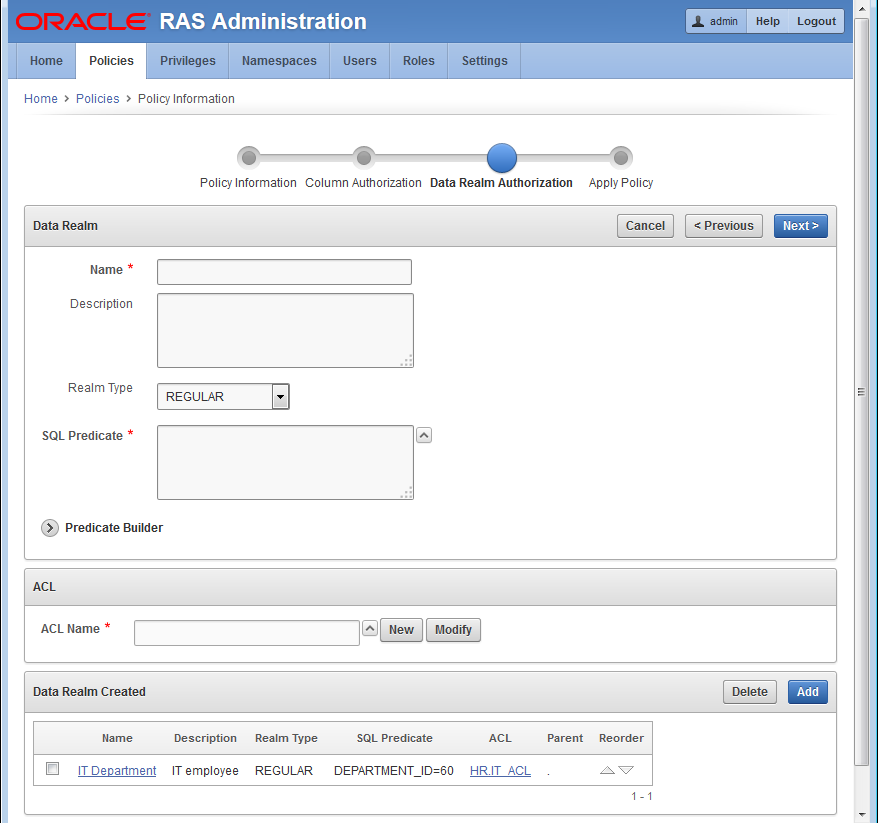 ORACLE RAS Administration admin Help Logout
Home Policies Privileges Namespaces Users Roles Settings
Home > Policies > Policy Information
Policy Information Column Authorization Data Realm Authorization Apply Policy
Data Realm Cancel < Previous Next >
Name *
Description
Realm Type REGULAR
SQL Predicate *
Predicate Builder
ACL
ACL Name * New Modify
Data Realm Created Delete Add
Name Description Realm Type SQL Predicate ACL Parent Reorder
IT Department IT employee REGULAR DEPARTMENT_ID=60 HR.IT_ACL .
1 - 1